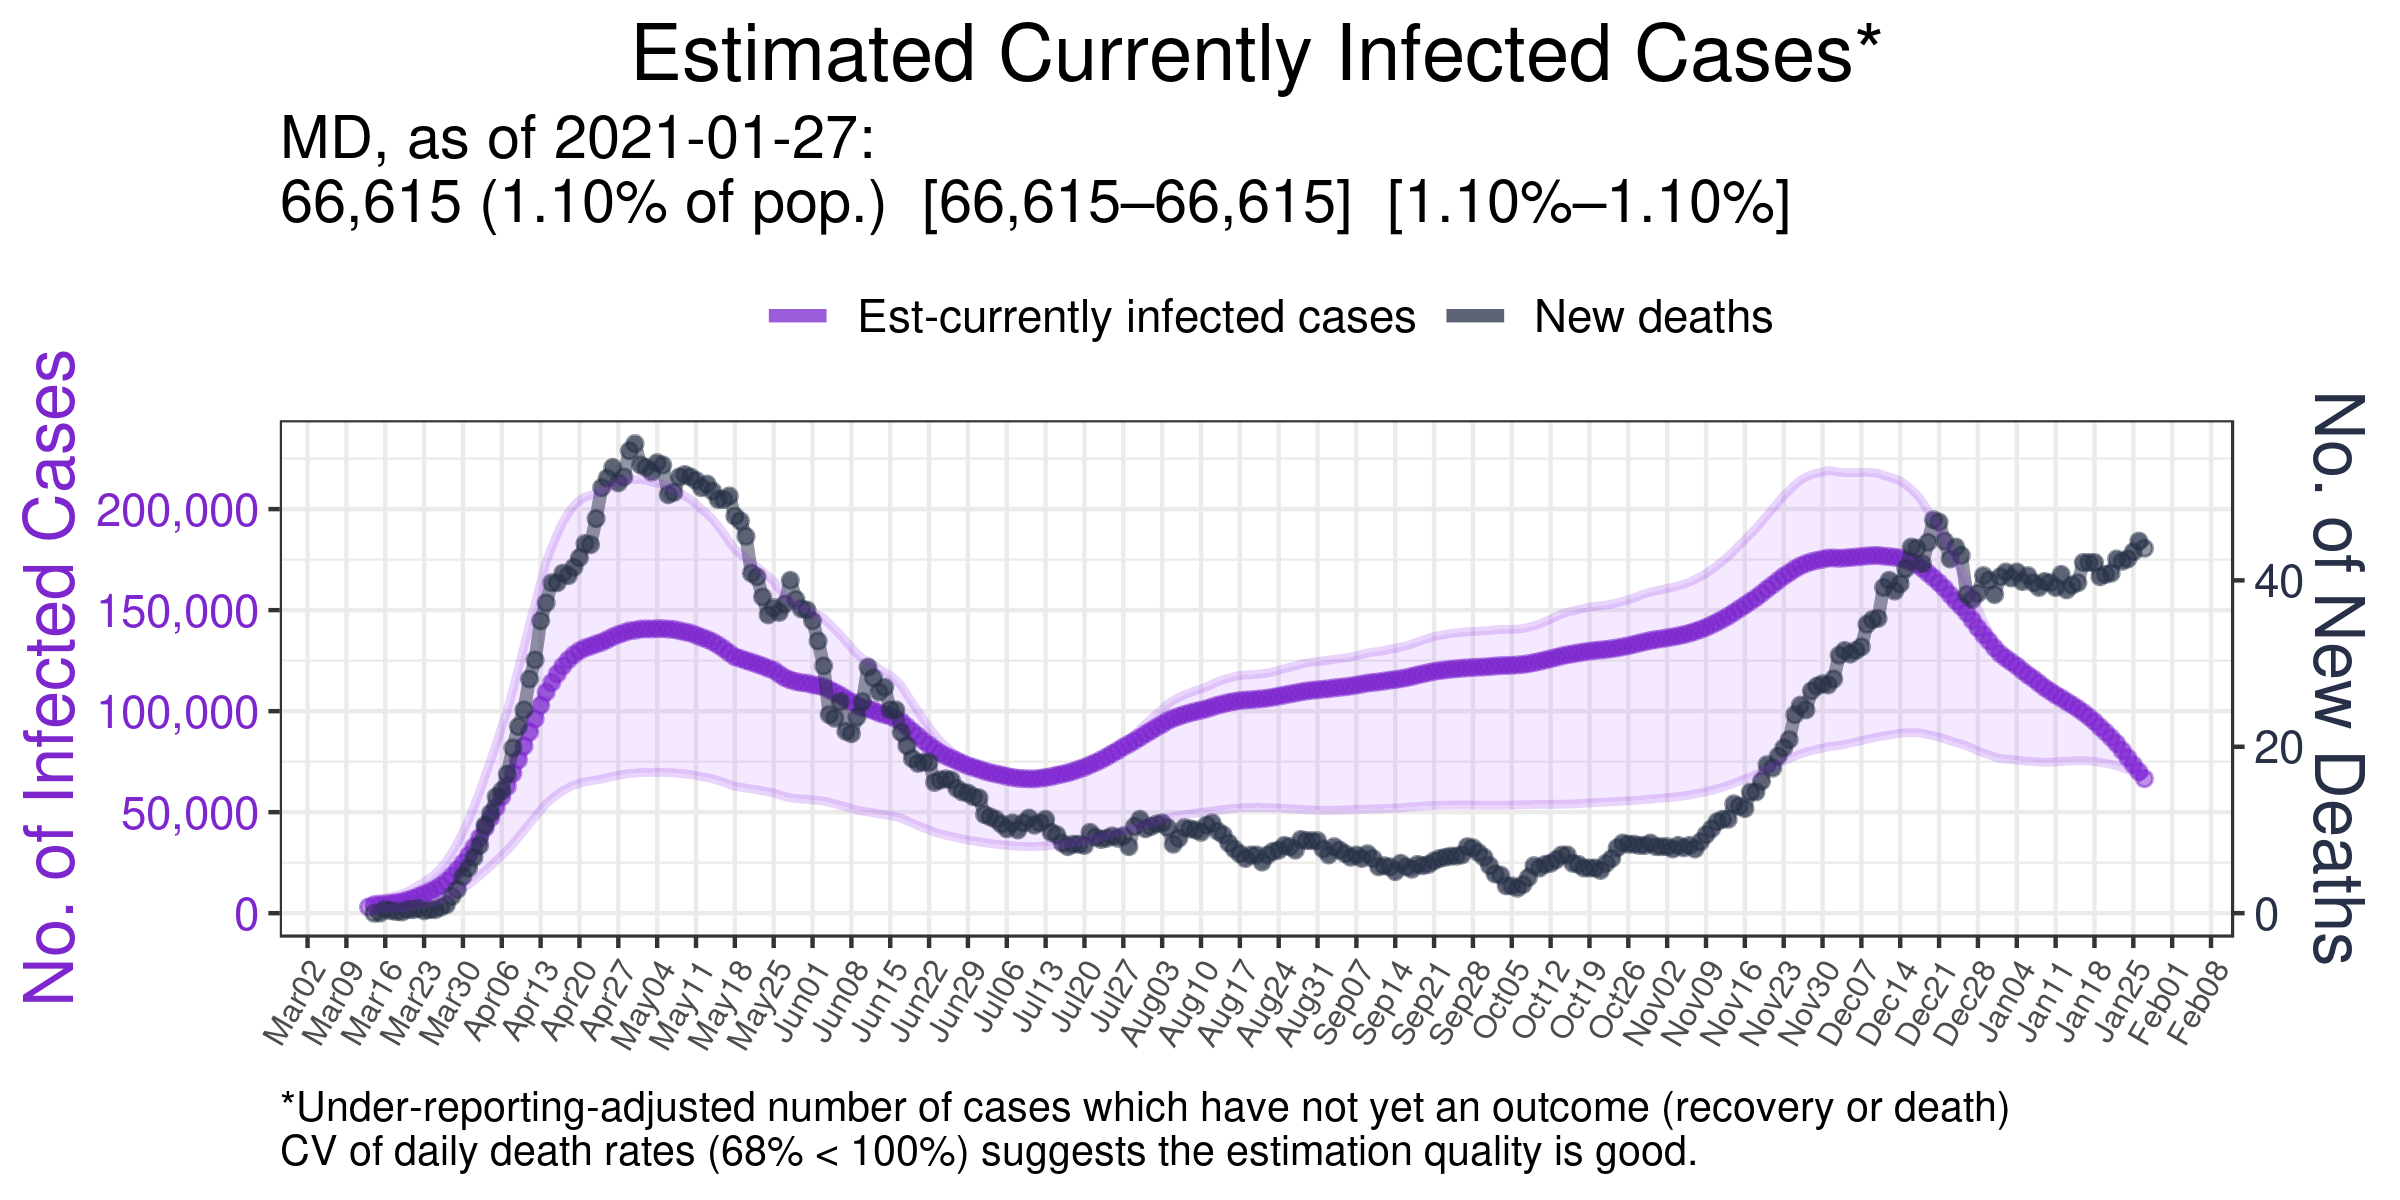 Estimated Currently Infected Cases*
MD, as of 2021-01-27:
66,615 (1.10% of pop.)  [66,615–66,615]  [1.10%–1.10%]
Est-currently infected cases
New deaths
No. of Infected Cases
200,000
150,000
100,000
50,000
0
No. of New Deaths
40
20
0
Mar02
Mar09
Mar16
Mar23
Mar30
Apr06
Apr13
Apr20
Apr27
May04
May11
May18
May25
Jun01
Jun08
Jun15
Jun22
Jun29
Jul06
Jul13
Jul20
Jul27
Aug03
Aug10
Aug17
Aug24
Aug31
Sep07
Sep14
Sep21
Sep28
Oct05
Oct12
Oct19
Oct26
Nov02
Nov09
Nov16
Nov23
Nov30
Dec07
Dec14
Dec21
Dec28
Jan04
Jan11
Jan18
Jan25
Feb01
Feb08
*Under-reporting-adjusted number of cases which have not yet an outcome (recovery or death)
CV of daily death rates (68% < 100%) suggests the estimation quality is good.